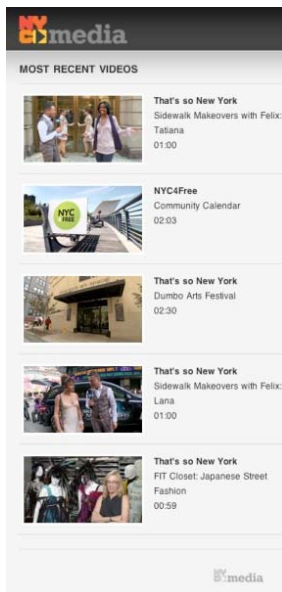 NYC media
MOST RECENT VIDEOS
That's so New York
Sidewalk Makeovers with Felix:
Tatiana
01:00
NYC
FREE
NYC4Free
Community Calendar
02:03
That's so New York
Dumbo Arts Festival
02:30
That's so New York
Sidewalk Makeovers with Felix:
Lana
01:00
That's so New York
FIT Closet: Japanese Street
Fashion
00:59
NYC media